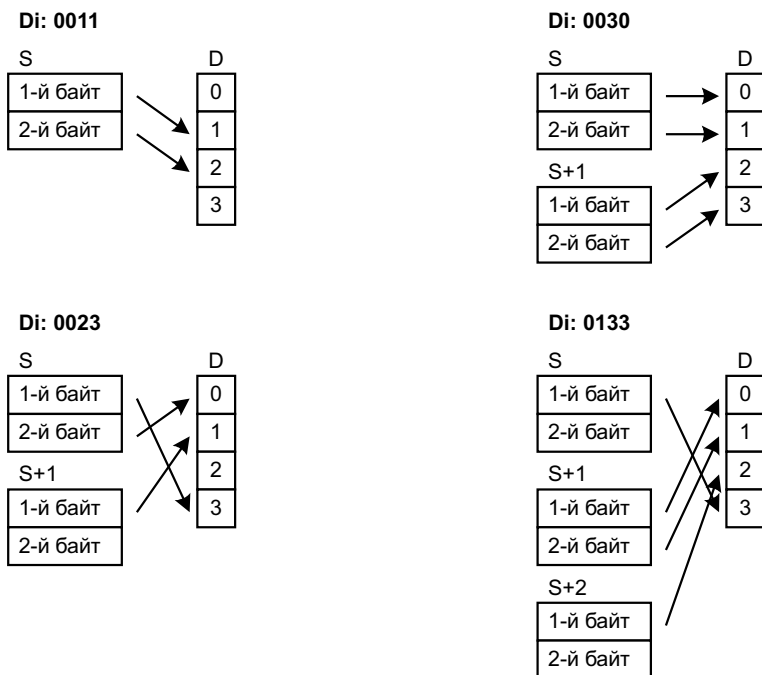 Di: 0011
S D
1-й байт 0
2-й байт 1
2
3
Di: 0030
S D
1-й байт 0
2-й байт 1
S+1 2
1-й байт 3
2-й байт
Di: 0023
S D
1-й байт 0
2-й байт 1
S+1 2
1-й байт 3
2-й байт
Di: 0133
S D
1-й байт 0
2-й байт 1
S+1 2
1-й байт 3
2-й байт
S+2
1-й байт
2-й байт